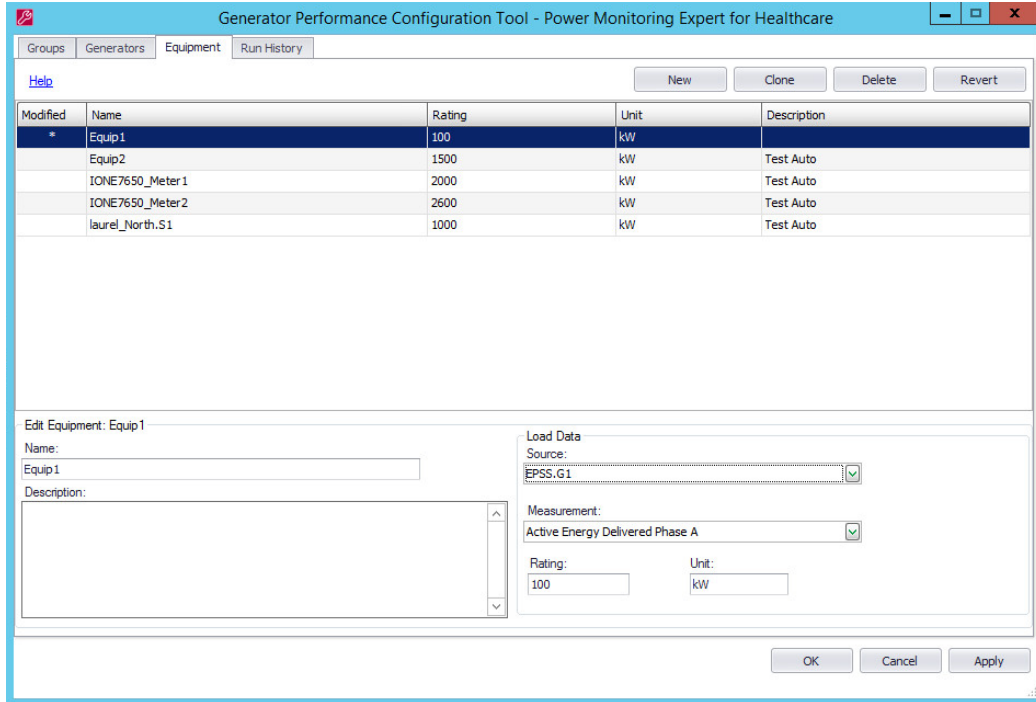 Generator Performance Configuration Tool - Power Monitoring Expert for Healthcare
Groups Generators Equipment Run History
Help New Clone Delete Revert
Modified Name Rating Unit Description
* Equip1 100 kW
Equip2 1500 kW Test Auto
IONE7650_Meter1 2000 kW Test Auto
IONE7650_Meter2 2600 kW Test Auto
laurel_North.S1 1000 kW Test Auto
Edit Equipment: Equip1
Name:
Equip1
Description:
Load Data
Source:
EPSS.G1
Measurement:
Active Energy Delivered Phase A
Rating: Unit:
100 kW
OK Cancel Apply